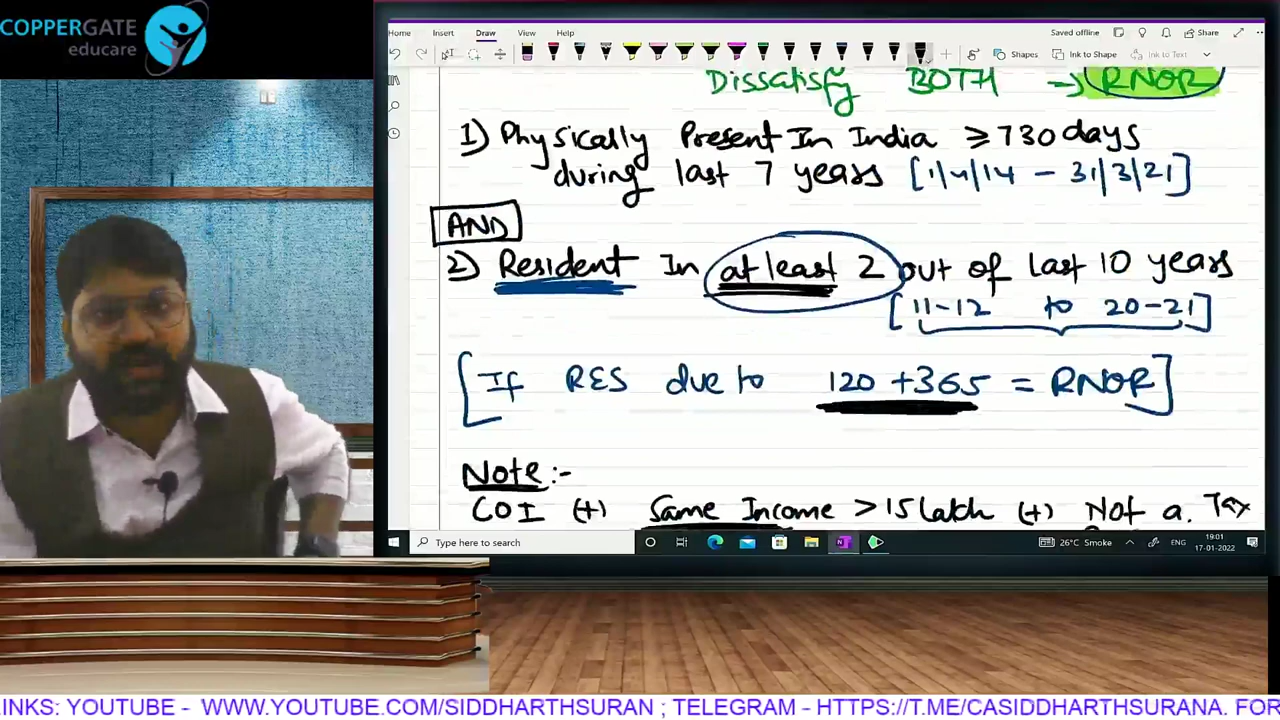 COPPERGATE
educare
Home Insert Draw View Help
Saved offline Share
Shapes Ink to Shape Ink to Text
Dissatisfy BOTH → RNOR
1) Physically Present In India ≥ 730 days
during last 7 years [1/4/14 - 31/3/21]
AND
2) Resident In at least 2 out of last 10 years
[11-12 to 20-21]
[If RES due to 120 + 365 = RNOR]
Note :-
COI (+) Same Income > 15 Lakh (+) Not a. Tax
Type here to search
26°C Smoke ENG 19:01
17-01-2022
LINKS: YOUTUBE - WWW.YOUTUBE.COM/SIDDHARTHSURAN ; TELEGRAM - HTTPS://T.ME/CASIDDHARTHSURANA. FOR